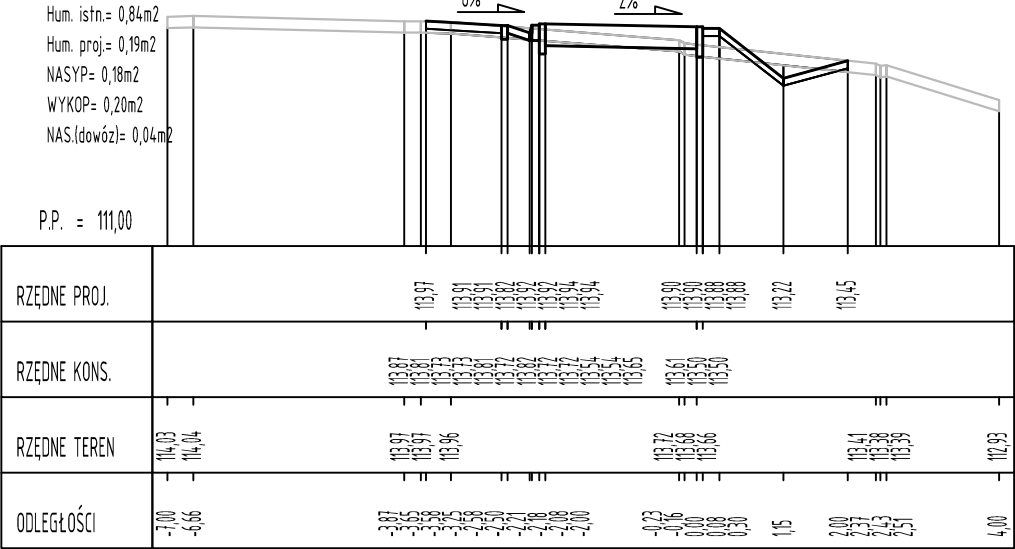 Hum. istn.= 0,84m2
Hum. proj.= 0,19m2
NASYP= 0,18m2
WYKOP= 0,20m2
NAS.(dowóz)= 0,04m2
P.P. = 111,00
RZĘDNE PROJ. 113,97 113,91 113,91 113,82 113,92 113,92 113,94 113,94 113,90 113,90 113,88 113,88 113,22 113,45
RZĘDNE KONS. 113,87 113,81 113,73 113,73 113,81 113,72 113,82 113,72 113,72 113,54 113,54 113,65 113,61 113,50 113,50
RZĘDNE TEREN 114,03 114,04 113,97 113,97 113,96 113,72 113,68 113,66 113,41 113,38 113,39 112,93
ODLEGŁOŚCI -7,00 -6,66 -3,87 -3,65 -3,58 -3,25 -2,58 -2,50 -2,21 -2,18 -2,08 -2,00 -0,23 -0,16 0,00 0,08 0,30 1,15 2,00 2,37 2,43 2,51 4,00